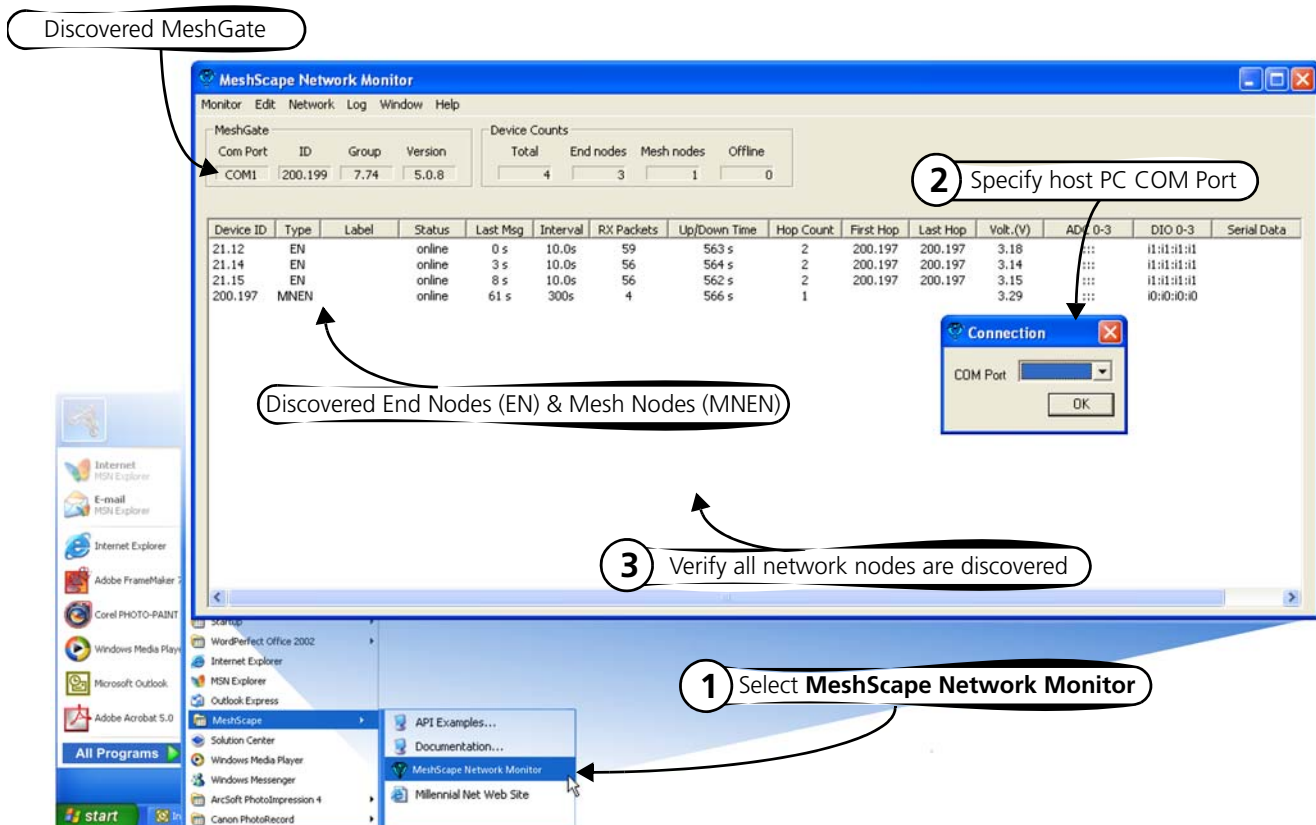 Discovered MeshGate
MeshScape Network Monitor
Monitor Edit Network Log Window Help
MeshGate
Device Counts
Com Port ID Group Version
Total End nodes Mesh nodes Offline
COM1 200.199 7.74 5.0.8
4 3 1 0
2 Specify host PC COM Port
Device ID Type Label Status Last Msg Interval RX Packets Up/Down Time Hop Count First Hop Last Hop Volt.(V) 0-3 DIO 0-3 Serial Data
21.12 EN online 0 s 10.0s 59 563 s 2 200.197 200.197 3.18 ::: i1:i1:i1:i1
21.14 EN online 3 s 10.0s 56 564 s 2 200.197 200.197 3.14 ::: i1:i1:i1:i1
21.15 EN online 8 s 10.0s 56 562 s 2 200.197 200.197 3.15 ::: i1:i1:i1:i1
200.197 MNEN online 61 s 300s 4 566 s 1 3.29 ::: i0:i0:i0:i0
Connection
COM Port
OK
Discovered End Nodes (EN) & Mesh Nodes (MNEN)
3 Verify all network nodes are discovered
Internet
MSN Explorer
E-mail
MSN Explorer
Internet Explorer
Adobe FrameMaker 7
Corel PHOTO-PAINT
Windows Media Playe
Microsoft Outlook
Adobe Acrobat 5.0
All Programs
start
Startup
WordPerfect Office 2002
Internet Explorer
MSN Explorer
Outlook Express
MeshScape
Solution Center
Windows Media Player
Windows Messenger
ArcSoft PhotoImpression 4
Canon PhotoRecord
1 Select MeshScape Network Monitor
API Examples...
Documentation...
MeshScape Network Monitor
Millennial Net Web Site